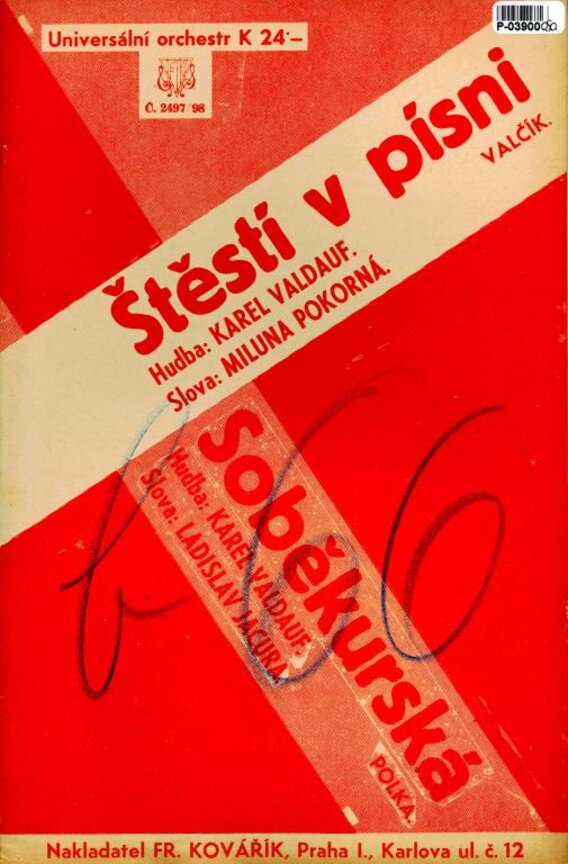 P-03900
Universální orchestr K 24·–
Č. 2497/98
Štěstí v písni
VALČÍK.
Hudba: KAREL VALDAUF.
Slova: MILUNA POKORNÁ.
Soběkurská
Hudba: KAREL VALDAUF.
Slova: LADISLAV JACURA.
POLKA.
666
Nakladatel FR. KOVÁŘÍK, Praha I., Karlova ul. č. 12